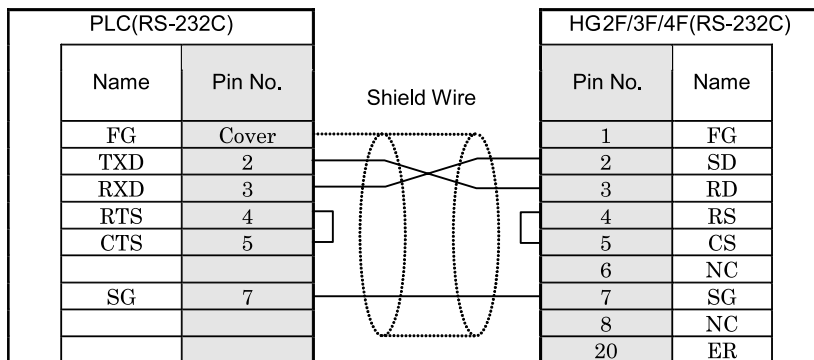 PLC(RS-232C) HG2F/3F/4F(RS-232C)
Name Pin No. Shield Wire Pin No. Name
FG Cover 1 FG
TXD 2 2 SD
RXD 3 3 RD
RTS 4 4 RS
CTS 5 5 CS
6 NC
SG 7 7 SG
8 NC
20 ER